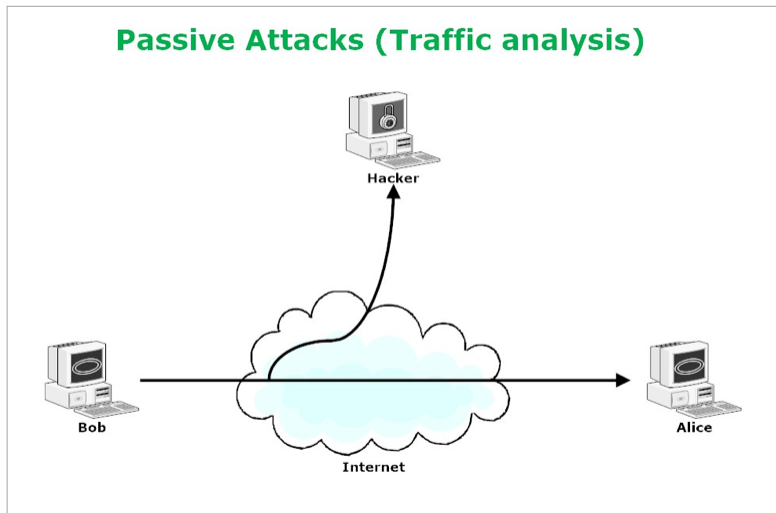 Passive Attacks (Traffic analysis)
Hacker
Bob
Alice
Internet